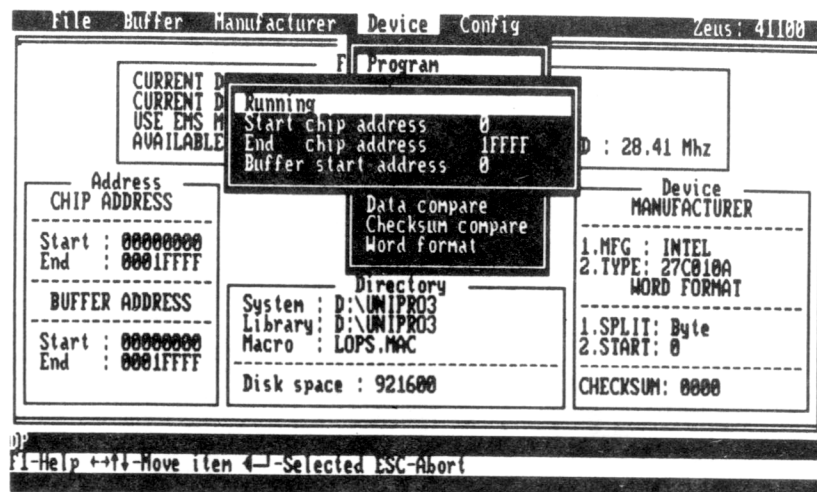 File Buffer Manufacturer Device Config Zeus: 41100
F
Program
CURRENT D
CURRENT D
USE EMS M
AVAILABLE
D : 28.41 Mhz
Running
Start chip address 0
End chip address 1FFFF
Buffer start address 0
Data compare
Checksum compare
Word format
Address
CHIP ADDRESS
Start : 00000000
End : 0001FFFF
BUFFER ADDRESS
Start : 00000000
End : 0001FFFF
Directory
System : D:\UNIPRO3
Library: D:\UNIPRO3
Macro : LOPS.MAC
Disk space : 921600
Device
MANUFACTURER
1.MFG : INTEL
2.TYPE: 27C010A
WORD FORMAT
1.SPLIT: Byte
2.START: 0
CHECKSUM: 0000
DP
F1-Help ←→↑↓-Move item ◄─┘-Selected ESC-Abort